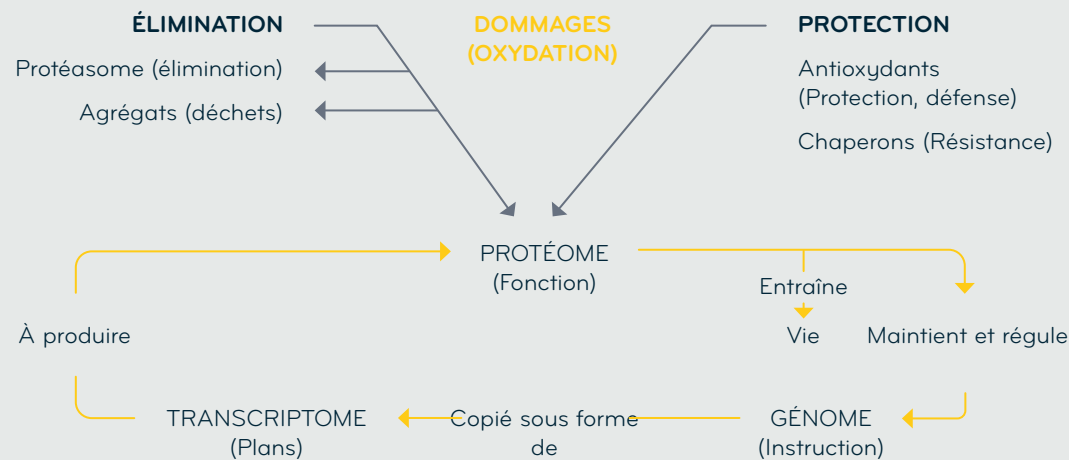 ÉLIMINATION
Protéasome (élimination)
Agrégats (déchets)
DOMMAGES
(OXYDATION)
PROTECTION
Antioxydants
(Protection, défense)
Chaperons (Résistance)
PROTÉOME
(Fonction)
Entraîne
À produire
Vie
Maintient et régule
TRANSCRIPTOME
(Plans)
Copié sous forme
de
GÉNOME
(Instruction)